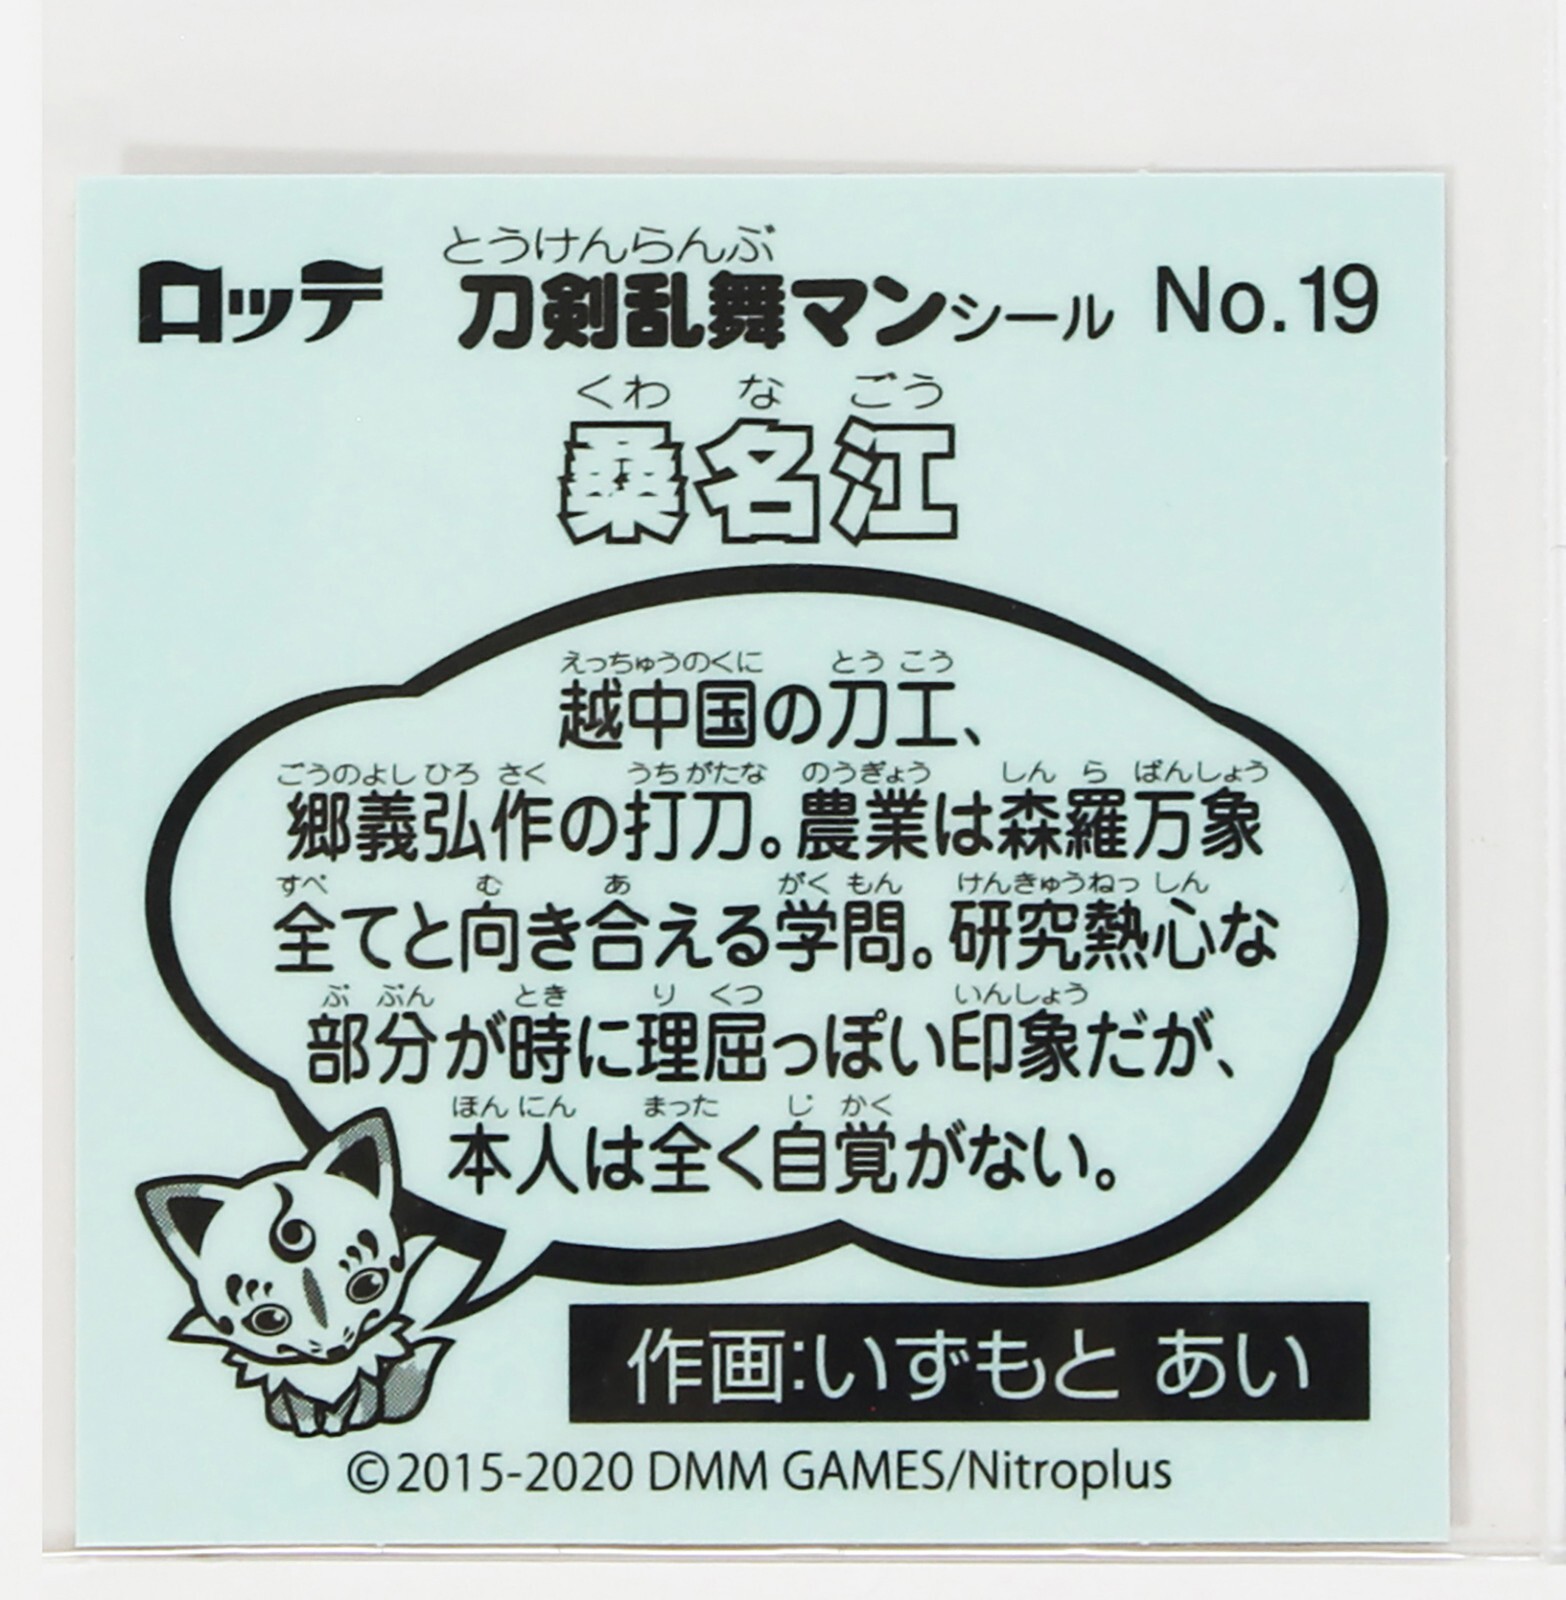 ロッテ 刀剣乱舞マンシール No.19
とうけんらんぶ
くわ な ごう
桑名江
えっちゅうのくに とう こう
越中国の刀工、
ごうのよし ひろ さく うち がたな のうぎょう しん ら ばんしょう
郷義弘作の打刀。農業は森羅万象
すべ む あ がく もん けんきゅうねっ しん
全てと向き合える学問。研究熱心な
ぶ ぶん とき り くつ いんしょう
部分が時に理屈っぽい印象だが、
ほん にん まった じ かく
本人は全く自覚がない。
作画:いずもと あい
©2015-2020 DMM GAMES/Nitroplus